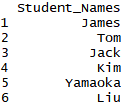 Student_Names
1 James
2 Tom
3 Jack
4 Kim
5 Yamaoka
6 Liu